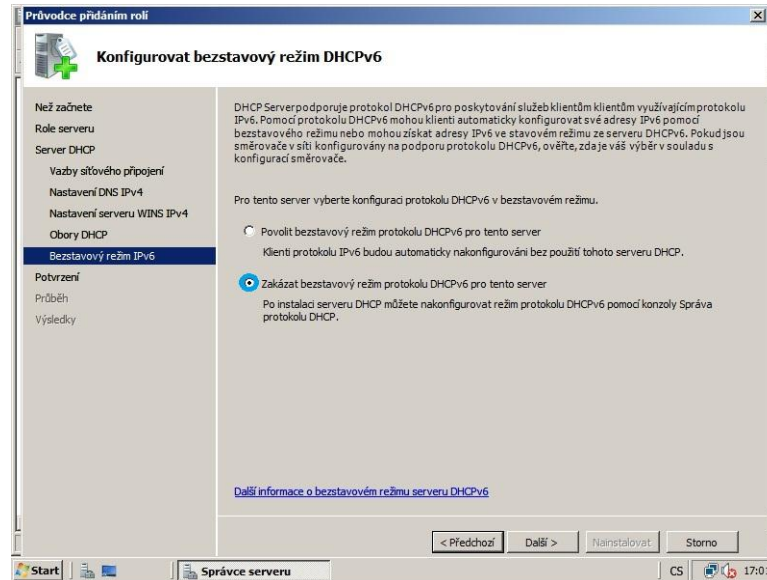 Průvodce přidáním rolí
Konfigurovat bezstavový režim DHCPv6
Než začnete
Role serveru
Server DHCP
Vazby síťového připojení
Nastavení DNS IPv4
Nastavení serveru WINS IPv4
Obory DHCP
Bezstavový režim IPv6
Potvrzení
Průběh
Výsledky
DHCP Server podporuje protokol DHCPv6 pro poskytování služeb klientům klientům využívajícím protokolu
IPv6. Pomocí protokolu DHCPv6 mohou klienti automaticky konfigurovat své adresy IPv6 pomocí
bezstavového režimu nebo mohou získat adresy IPv6 ve stavovém režimu ze serveru DHCPv6. Pokud jsou
směrovače v síti konfigurovány na podporu protokolu DHCPv6, ověřte, zda je váš výběr v souladu s
konfigurací směrovače.
Pro tento server vyberte konfiguraci protokolu DHCPv6 v bezstavovém režimu.
Povolit bezstavový režim protokolu DHCPv6 pro tento server
Klienti protokolu IPv6 budou automaticky nakonfigurováni bez použití tohoto serveru DHCP.
Zakázat bezstavový režim protokolu DHCPv6 pro tento server
Po instalaci serveru DHCP můžete nakonfigurovat režim protokolu DHCPv6 pomocí konzoly Správa
protokolu DHCP.
Další informace o bezstavovém režimu serveru DHCPv6
< Předchozí Další > Nainstalovat Storno
Start Správce serveru CS 17:01